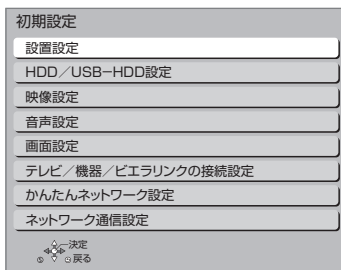 初期設定
設置設定
HDD／USB-HDD設定
映像設定
音声設定
画面設定
テレビ／機器／ビエラリンクの接続設定
かんたんネットワーク設定
ネットワーク通信設定
決定
戻る